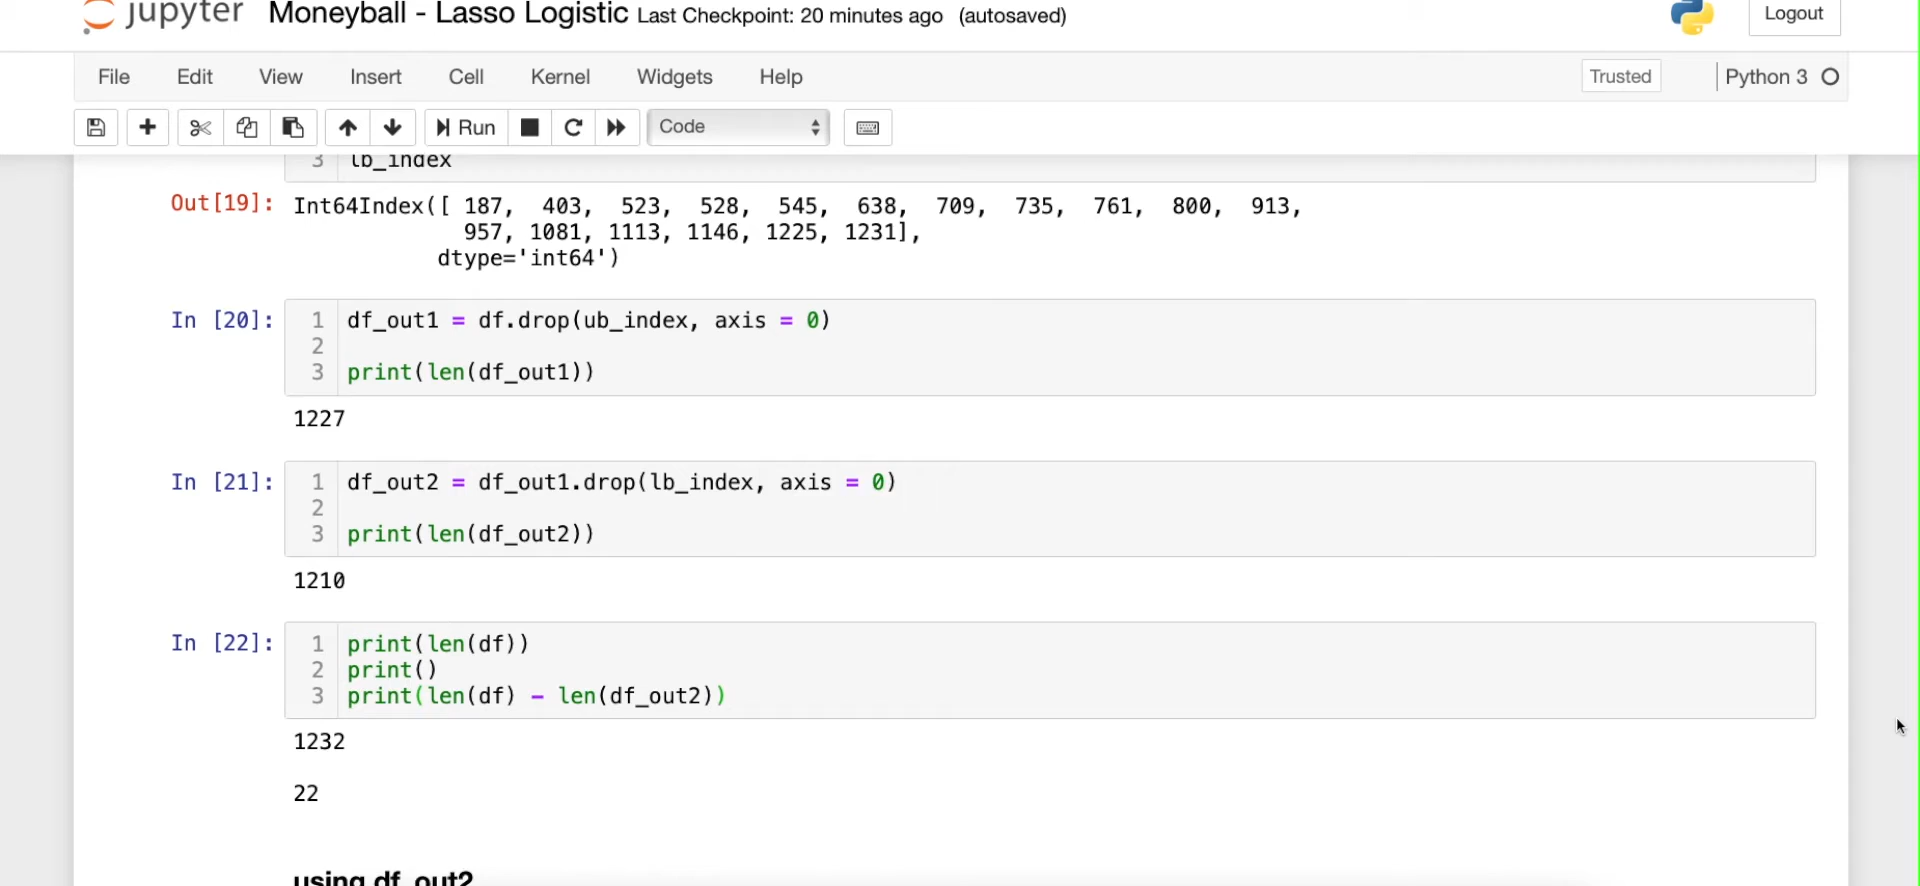 jupyter Moneyball - Lasso Logistic Last Checkpoint: 20 minutes ago (autosaved) Logout
File Edit View Insert Cell Kernel Widgets Help Trusted Python 3
Run Code
3 lb_index
Out[19]: Int64Index([ 187, 403, 523, 528, 545, 638, 709, 735, 761, 800, 913,
957, 1081, 1113, 1146, 1225, 1231],
dtype='int64')
In [20]: 1 df_out1 = df.drop(ub_index, axis = 0)
2
3 print(len(df_out1))
1227
In [21]: 1 df_out2 = df_out1.drop(lb_index, axis = 0)
2
3 print(len(df_out2))
1210
In [22]: 1 print(len(df))
2 print()
3 print(len(df) - len(df_out2))
1232
22
using df_out2